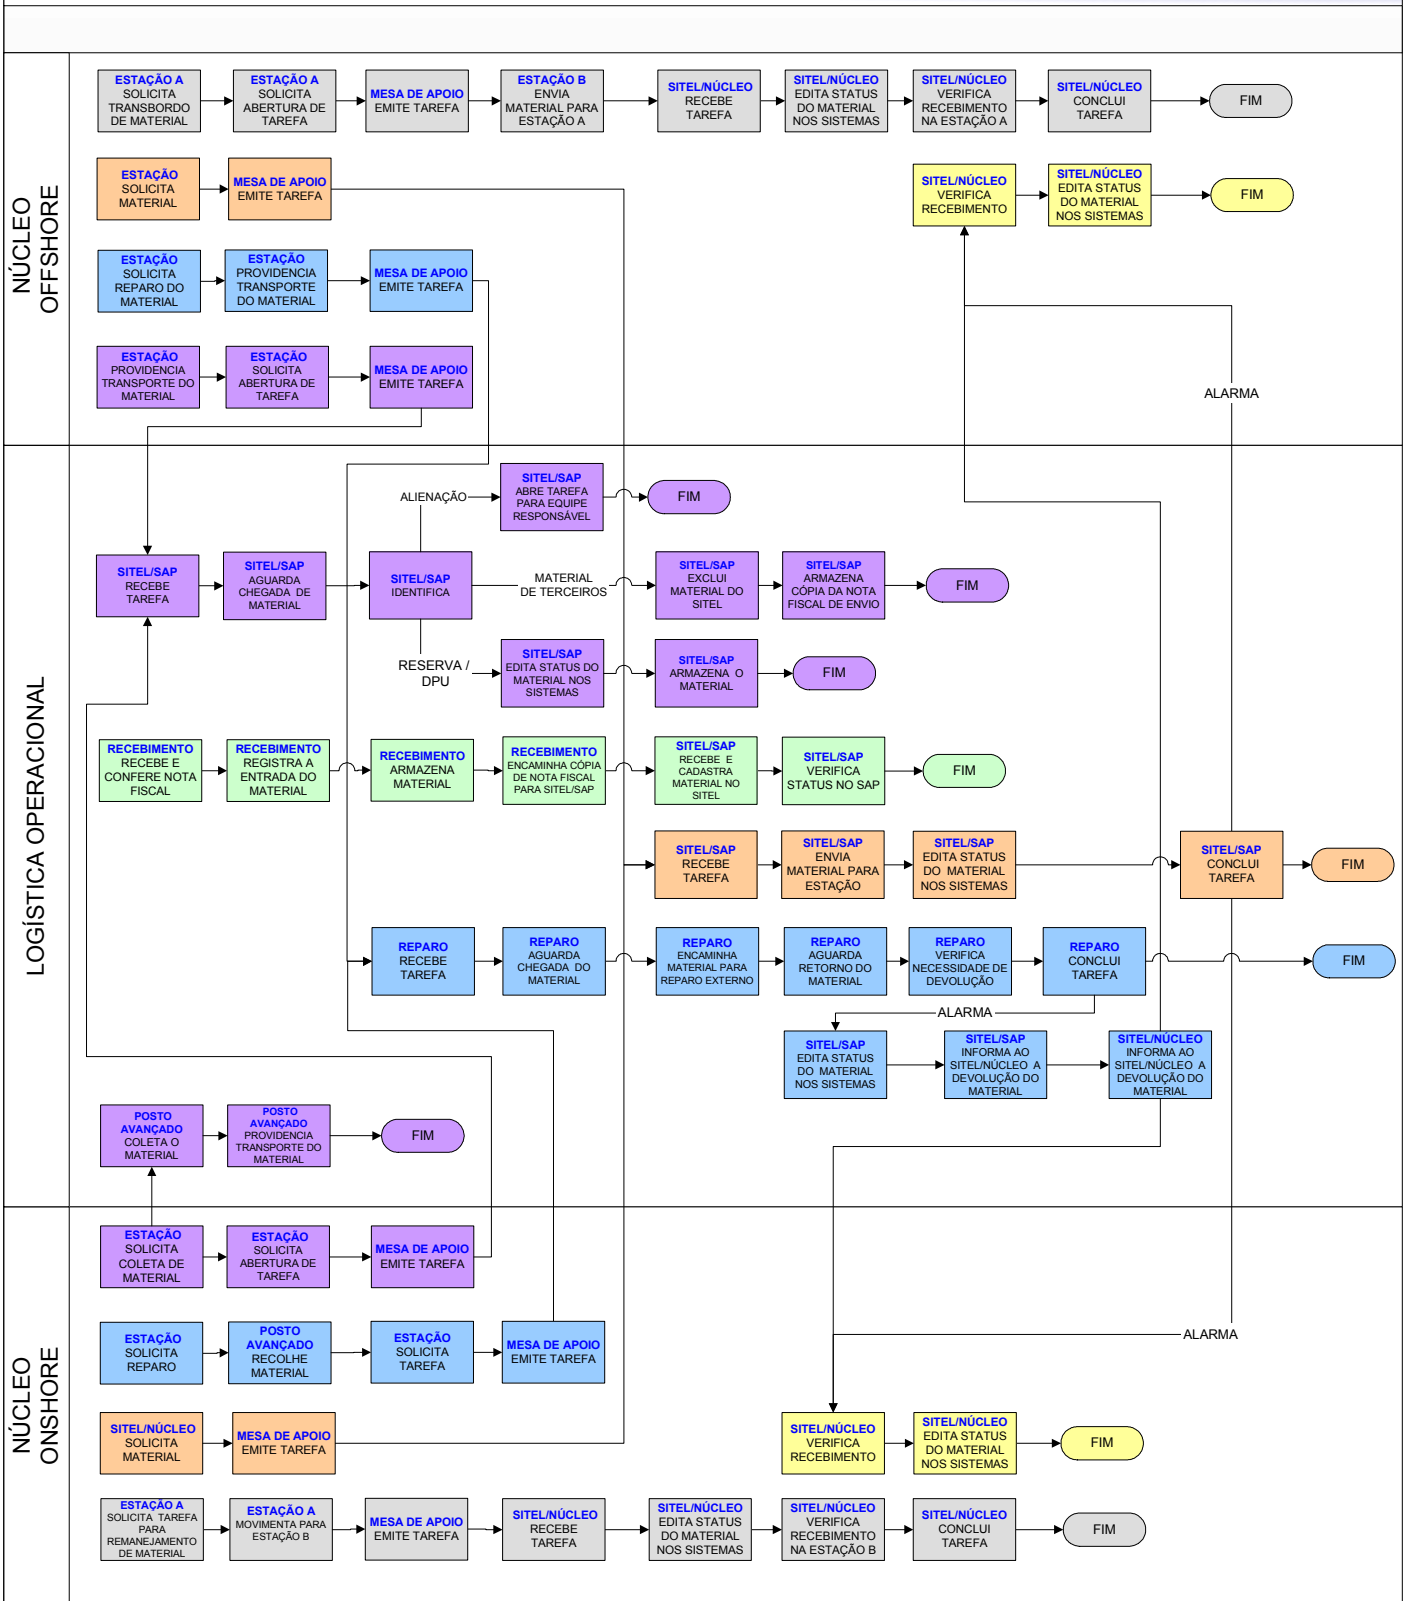 NÚCLEO
OFFSHORE
ESTAÇÃO A
SOLICITA
TRANSBORDO
DE MATERIAL
ESTAÇÃO A
SOLICITA
ABERTURA DE
TAREFA
MESA DE APOIO
EMITE TAREFA
ESTAÇÃO B
ENVIA
MATERIAL PARA
ESTAÇÃO A
SITEL/NÚCLEO
RECEBE
TAREFA
SITEL/NÚCLEO
EDITA STATUS
DO MATERIAL
NOS SISTEMAS
SITEL/NÚCLEO
VERIFICA
RECEBIMENTO
NA ESTAÇÃO A
SITEL/NÚCLEO
CONCLUI
TAREFA
FIM
ESTAÇÃO
SOLICITA
MATERIAL
MESA DE APOIO
EMITE TAREFA
SITEL/NÚCLEO
VERIFICA
RECEBIMENTO
SITEL/NÚCLEO
EDITA STATUS
DO MATERIAL
NOS SISTEMAS
FIM
ESTAÇÃO
SOLICITA
REPARO DO
MATERIAL
ESTAÇÃO
PROVIDENCIA
TRANSPORTE
DO MATERIAL
MESA DE APOIO
EMITE TAREFA
ESTAÇÃO
PROVIDENCIA
TRANSPORTE DO
MATERIAL
ESTAÇÃO
SOLICITA
ABERTURA DE
TAREFA
MESA DE APOIO
EMITE TAREFA
ALARMA
LOGÍSTICA OPERACIONAL
ALIENAÇÃO
SITEL/SAP
ABRE TAREFA
PARA EQUIPE
RESPONSÁVEL
FIM
SITEL/SAP
RECEBE
TAREFA
SITEL/SAP
AGUARDA
CHEGADA DE
MATERIAL
SITEL/SAP
IDENTIFICA
MATERIAL
DE TERCEIROS
SITEL/SAP
EXCLUI
MATERIAL DO
SITEL
SITEL/SAP
ARMAZENA
CÓPIA DA NOTA
FISCAL DE ENVIO
FIM
RESERVA /
DPU
SITEL/SAP
EDITA STATUS DO
MATERIAL NOS
SISTEMAS
SITEL/SAP
ARMAZENA O
MATERIAL
FIM
RECEBIMENTO
RECEBE E
CONFERE NOTA
FISCAL
RECEBIMENTO
REGISTRA A
ENTRADA DO
MATERIAL
RECEBIMENTO
ARMAZENA
MATERIAL
RECEBIMENTO
ENCAMINHA CÓPIA
DE NOTA FISCAL
PARA SITEL/SAP
SITEL/SAP
RECEBE E
CADASTRA
MATERIAL NO
SITEL
SITEL/SAP
VERIFICA
STATUS NO SAP
FIM
SITEL/SAP
RECEBE
TAREFA
SITEL/SAP
ENVIA
MATERIAL PARA
ESTAÇÃO
SITEL/SAP
EDITA STATUS
DO MATERIAL
NOS SISTEMAS
SITEL/SAP
CONCLUI
TAREFA
FIM
REPARO
RECEBE
TAREFA
REPARO
AGUARDA
CHEGADA DO
MATERIAL
REPARO
ENCAMINHA
MATERIAL PARA
REPARO EXTERNO
REPARO
AGUARDA
RETORNO DO
MATERIAL
REPARO
VERIFICA
NECESSIDADE DE
DEVOLUÇÃO
REPARO
CONCLUI
TAREFA
FIM
ALARMA
SITEL/SAP
EDITA STATUS
DO MATERIAL
NOS SISTEMAS
SITEL/SAP
INFORMA AO
SITEL/NÚCLEO A
DEVOLUÇÃO DO
MATERIAL
SITEL/NÚCLEO
INFORMA AO
SITEL/NÚCLEO A
DEVOLUÇÃO DO
MATERIAL
POSTO
AVANÇADO
COLETA O
MATERIAL
POSTO
AVANÇADO
PROVIDENCIA
TRANSPORTE DO
MATERIAL
FIM
NÚCLEO
ONSHORE
ESTAÇÃO
SOLICITA
COLETA DE
MATERIAL
ESTAÇÃO
SOLICITA
ABERTURA DE
TAREFA
MESA DE APOIO
EMITE TAREFA
ESTAÇÃO
SOLICITA
REPARO
POSTO
AVANÇADO
RECOLHE
MATERIAL
ESTAÇÃO
SOLICITA
TAREFA
MESA DE APOIO
EMITE TAREFA
ALARMA
SITEL/NÚCLEO
SOLICITA
MATERIAL
MESA DE APOIO
EMITE TAREFA
SITEL/NÚCLEO
VERIFICA
RECEBIMENTO
SITEL/NÚCLEO
EDITA STATUS
DO MATERIAL
NOS SISTEMAS
FIM
ESTAÇÃO A
SOLICITA TAREFA
PARA
REMANEJAMENTO
DE MATERIAL
ESTAÇÃO A
MOVIMENTA PARA
ESTAÇÃO B
MESA DE APOIO
EMITE TAREFA
SITEL/NÚCLEO
RECEBE
TAREFA
SITEL/NÚCLEO
EDITA STATUS
DO MATERIAL
NOS SISTEMAS
SITEL/NÚCLEO
VERIFICA
RECEBIMENTO
NA ESTAÇÃO B
SITEL/NÚCLEO
CONCLUI
TAREFA
FIM